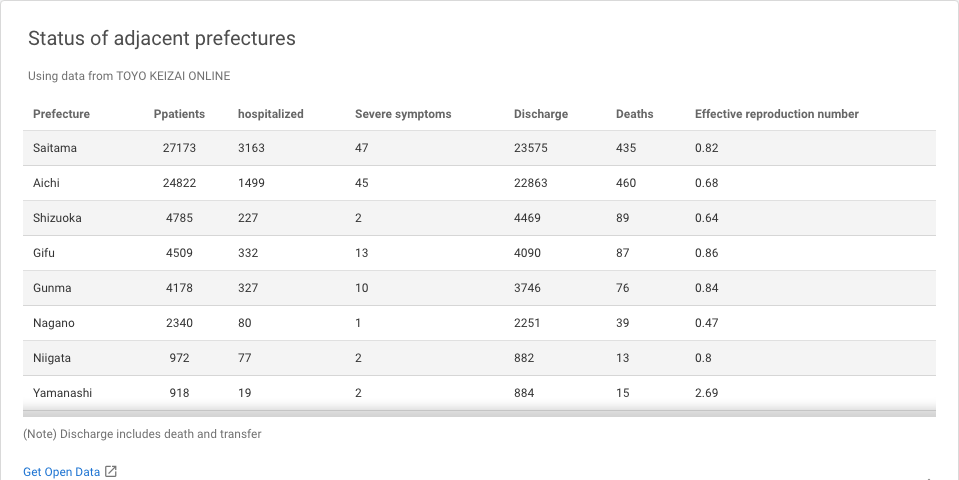 Status of adjacent prefectures
Using data from TOYO KEIZAI ONLINE
Prefecture Ppatients hospitalized Severe symptoms Discharge Deaths Effective reproduction number
Saitama 27173 3163 47 23575 435 0.82
Aichi 24822 1499 45 22863 460 0.68
Shizuoka 4785 227 2 4469 89 0.64
Gifu 4509 332 13 4090 87 0.86
Gunma 4178 327 10 3746 76 0.84
Nagano 2340 80 1 2251 39 0.47
Niigata 972 77 2 882 13 0.8
Yamanashi 918 19 2 884 15 2.69
(Note) Discharge includes death and transfer
Get Open Data